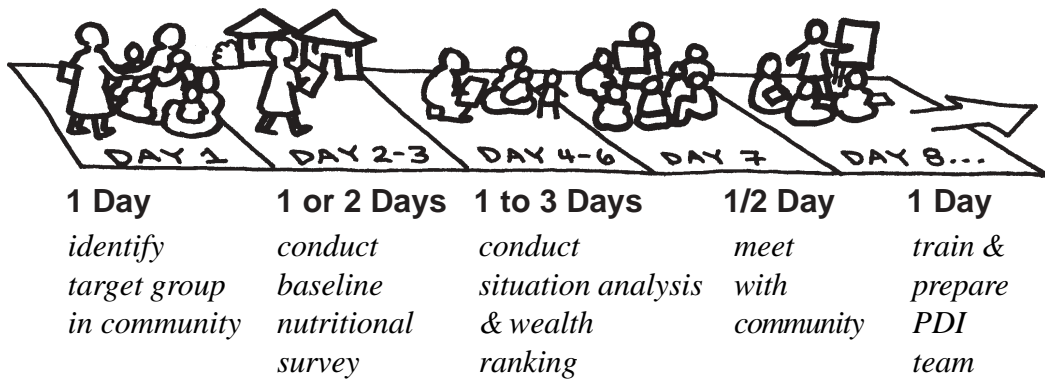 DAY 1
DAY 2-3
DAY 4-6
DAY 7
DAY 8...
1 Day
identify
target group
in community
1 or 2 Days
conduct
baseline
nutritional
survey
1 to 3 Days
conduct
situation analysis
& wealth
ranking
1/2 Day
meet
with
community
1 Day
train &
prepare
PDI
team